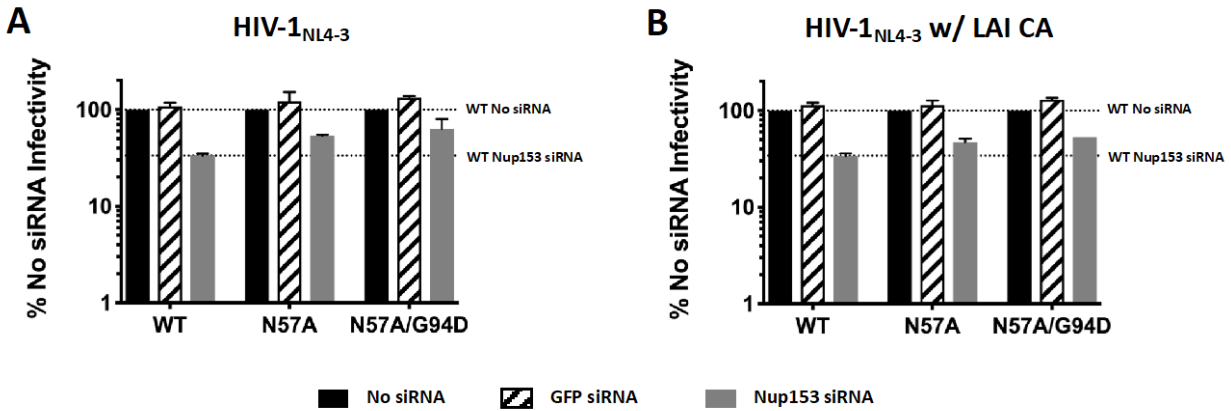 A
HIV-1NL4-3
% No siRNA Infectivity
100
10
1
WT No siRNA
WT Nup153 siRNA
WT N57A N57A/G94D
B
HIV-1NL4-3 w/ LAI CA
% No siRNA Infectivity
100
10
1
WT No siRNA
WT Nup153 siRNA
WT N57A N57A/G94D
No siRNA GFP siRNA Nup153 siRNA